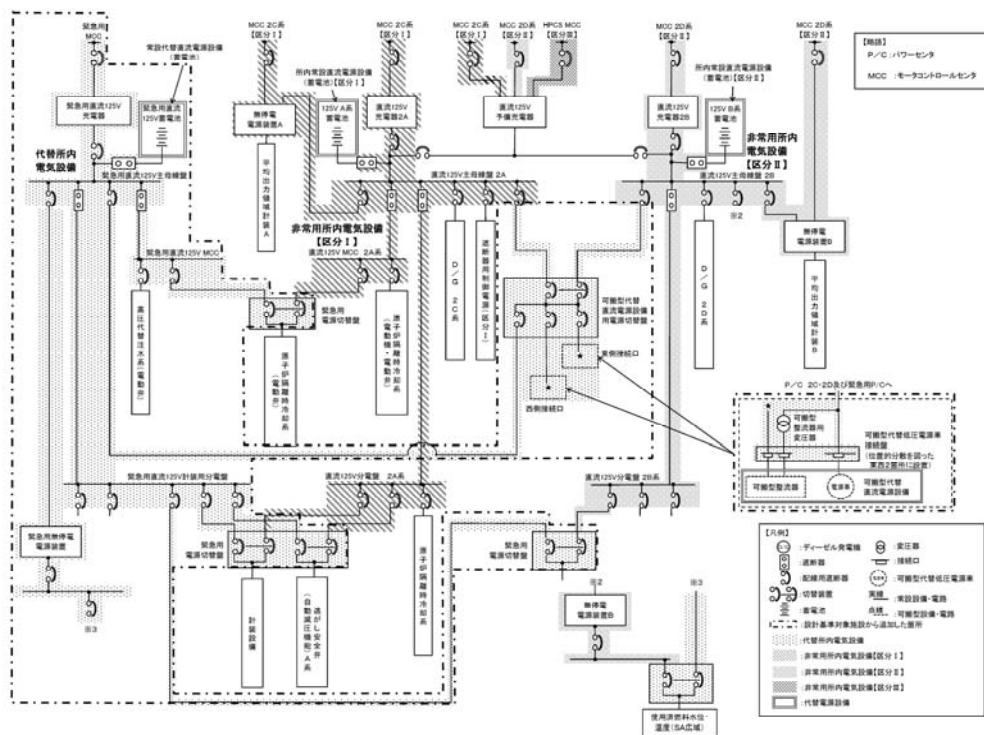 緊急用
MCC
常設代替直流電源設備
(蓄電池)
MCC 2C系
【区分Ⅰ】
MCC 2C系
【区分Ⅰ】
MCC 2C系
【区分Ⅰ】
MCC 2D系
【区分Ⅱ】
HPCS MCC
【区分Ⅲ】
MCC 2D系
【区分Ⅱ】
MCC 2D系
【区分Ⅱ】
【略語】
P/C:パワーセンタ
MCC:モータコントロールセンタ
所内常設直流電源設備
(蓄電池)【区分Ⅰ】
所内常設直流電源設備
(蓄電池)【区分Ⅱ】
緊急用直流125V
充電器
緊急用直流
125V蓄電池
無停電
電源装置A
125V A系
蓄電池
直流125V
充電器2A
直流125V
予備充電器
直流125V
充電器2B
125V B系
蓄電池
代替所内
電気設備
非常用所内
電気設備
【区分Ⅱ】
緊急用直流125V主母線盤
直流125V主母線盤 2A
直流125V主母線盤 2B
※2
平均出力領域計装A
非常用所内電気設備
【区分Ⅰ】
無停電
電源装置B
緊急用直流125V MCC
直流125V MCC 2A系
D/G 2C系
遮断器用制御電源(区分Ⅰ)
D/G 2D系
平均出力領域計装B
緊急用
電源切替盤
可搬型代替
直流電源設備
用電源切替盤
高圧代替注水系(電動弁)
原子炉隔離時冷却系
(電動弁)
原子炉隔離時冷却系
(電動機・電動弁)
東側接続口
西側接続口
P/C 2C・2D及び緊急用P/Cへ
可搬型
整流器用
変圧器
可搬型代替低圧電源車
接続盤
(位置的分散を図った
東西2箇所に設置)
可搬型整流器
電源車
可搬型代替
直流電源設備
緊急用直流125V計装用分電盤
直流125V分電盤 2A系
直流125V分電盤 2B系
緊急用無停電
電源装置
緊急用
電源切替盤
緊急用
電源切替盤
※3
計装設備
逃がし安全弁
(自動減圧機能)A系
原子炉隔離時冷却系
※2
※3
無停電
電源装置B
使用済燃料水位・
温度(SA広域)
【凡例】
:ディーゼル発電機
:変圧器
:遮断器
:接続口
:配線用遮断器
電源車
:可搬型代替低圧電源車
:切替装置
実線
:常設設備・電路
:蓄電池
点線
:可搬型設備・電路
:設計基準対象施設から追加した箇所
:代替所内電気設備
:非常用所内電気設備【区分Ⅰ】
:非常用所内電気設備【区分Ⅱ】
:非常用所内電気設備【区分Ⅲ】
:代替電源設備